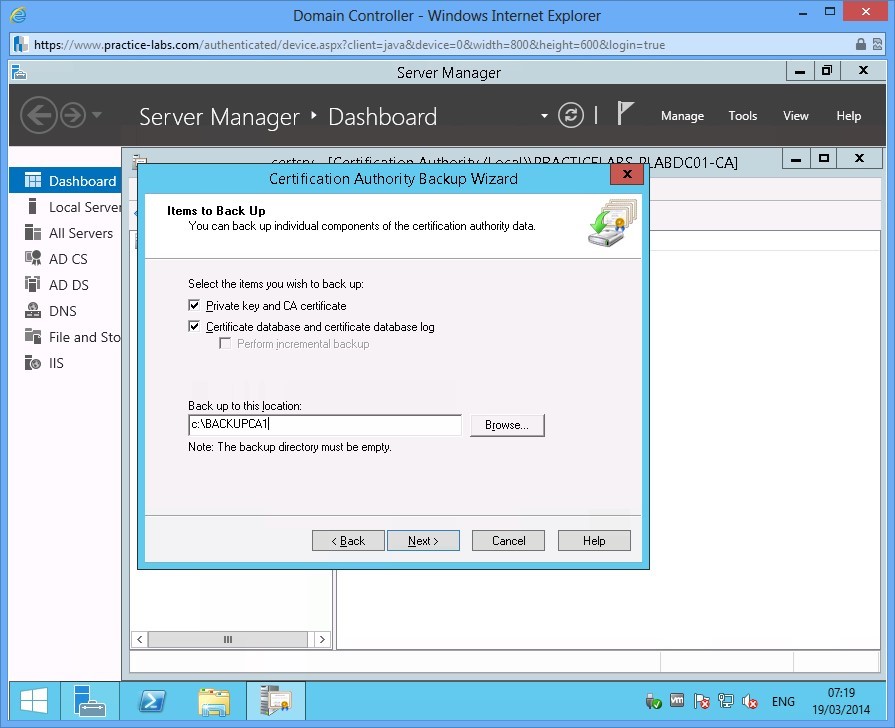 Domain Controller - Windows Internet Explorer
https://www.practice-labs.com/authenticated/device.aspx?client=java&device=0&width=800&height=600&login=true
Server Manager
Server Manager Dashboard
Manage Tools View Help
certsrv - [Certification Authority (Local)\PRACTICELABS-PLABDC01-CA]
Certification Authority Backup Wizard
Dashboard
Local Server
All Servers
AD CS
AD DS
DNS
File and Sto
IIS
Items to Back Up
You can back up individual components of the certification authority data.
Select the items you wish to back up:
Private key and CA certificate
Certificate database and certificate database log
Perform incremental backup
Back up to this location:
c:\BACKUPCA1
Browse...
Note: The backup directory must be empty.
< Back Next > Cancel Help
ENG
07:19
19/03/2014